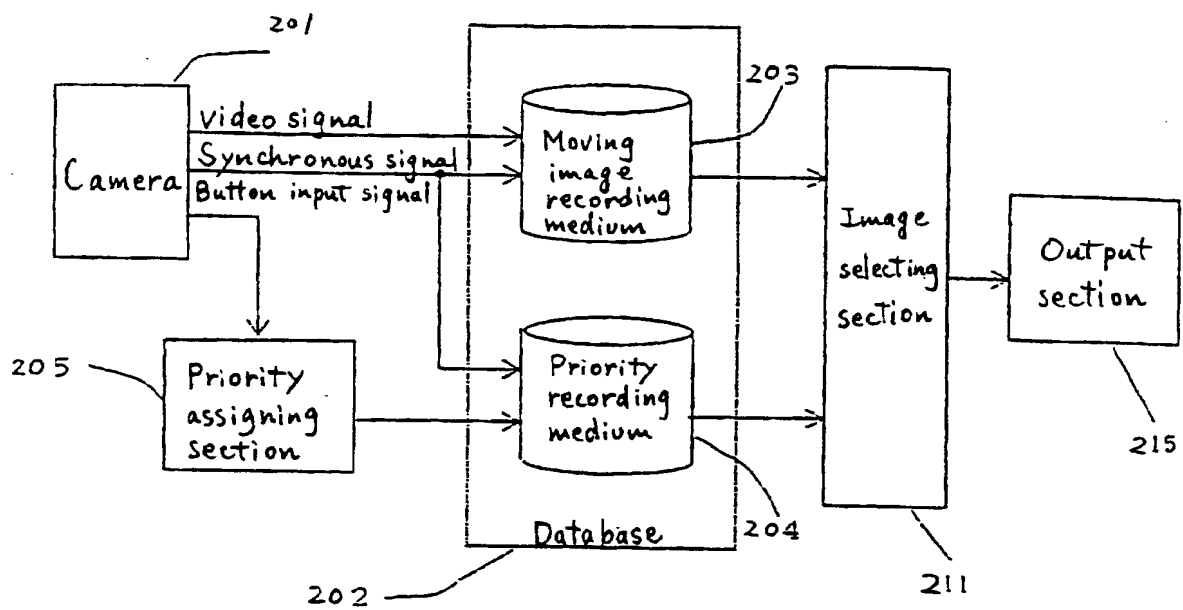 201
Camera
Video signal
Synchronous signal
Button input signal
Moving
image
recording
medium
203
Image
selecting
section
Output
section
215
205
Priority
assigning
section
Priority
recording
medium
204
Database
202
211